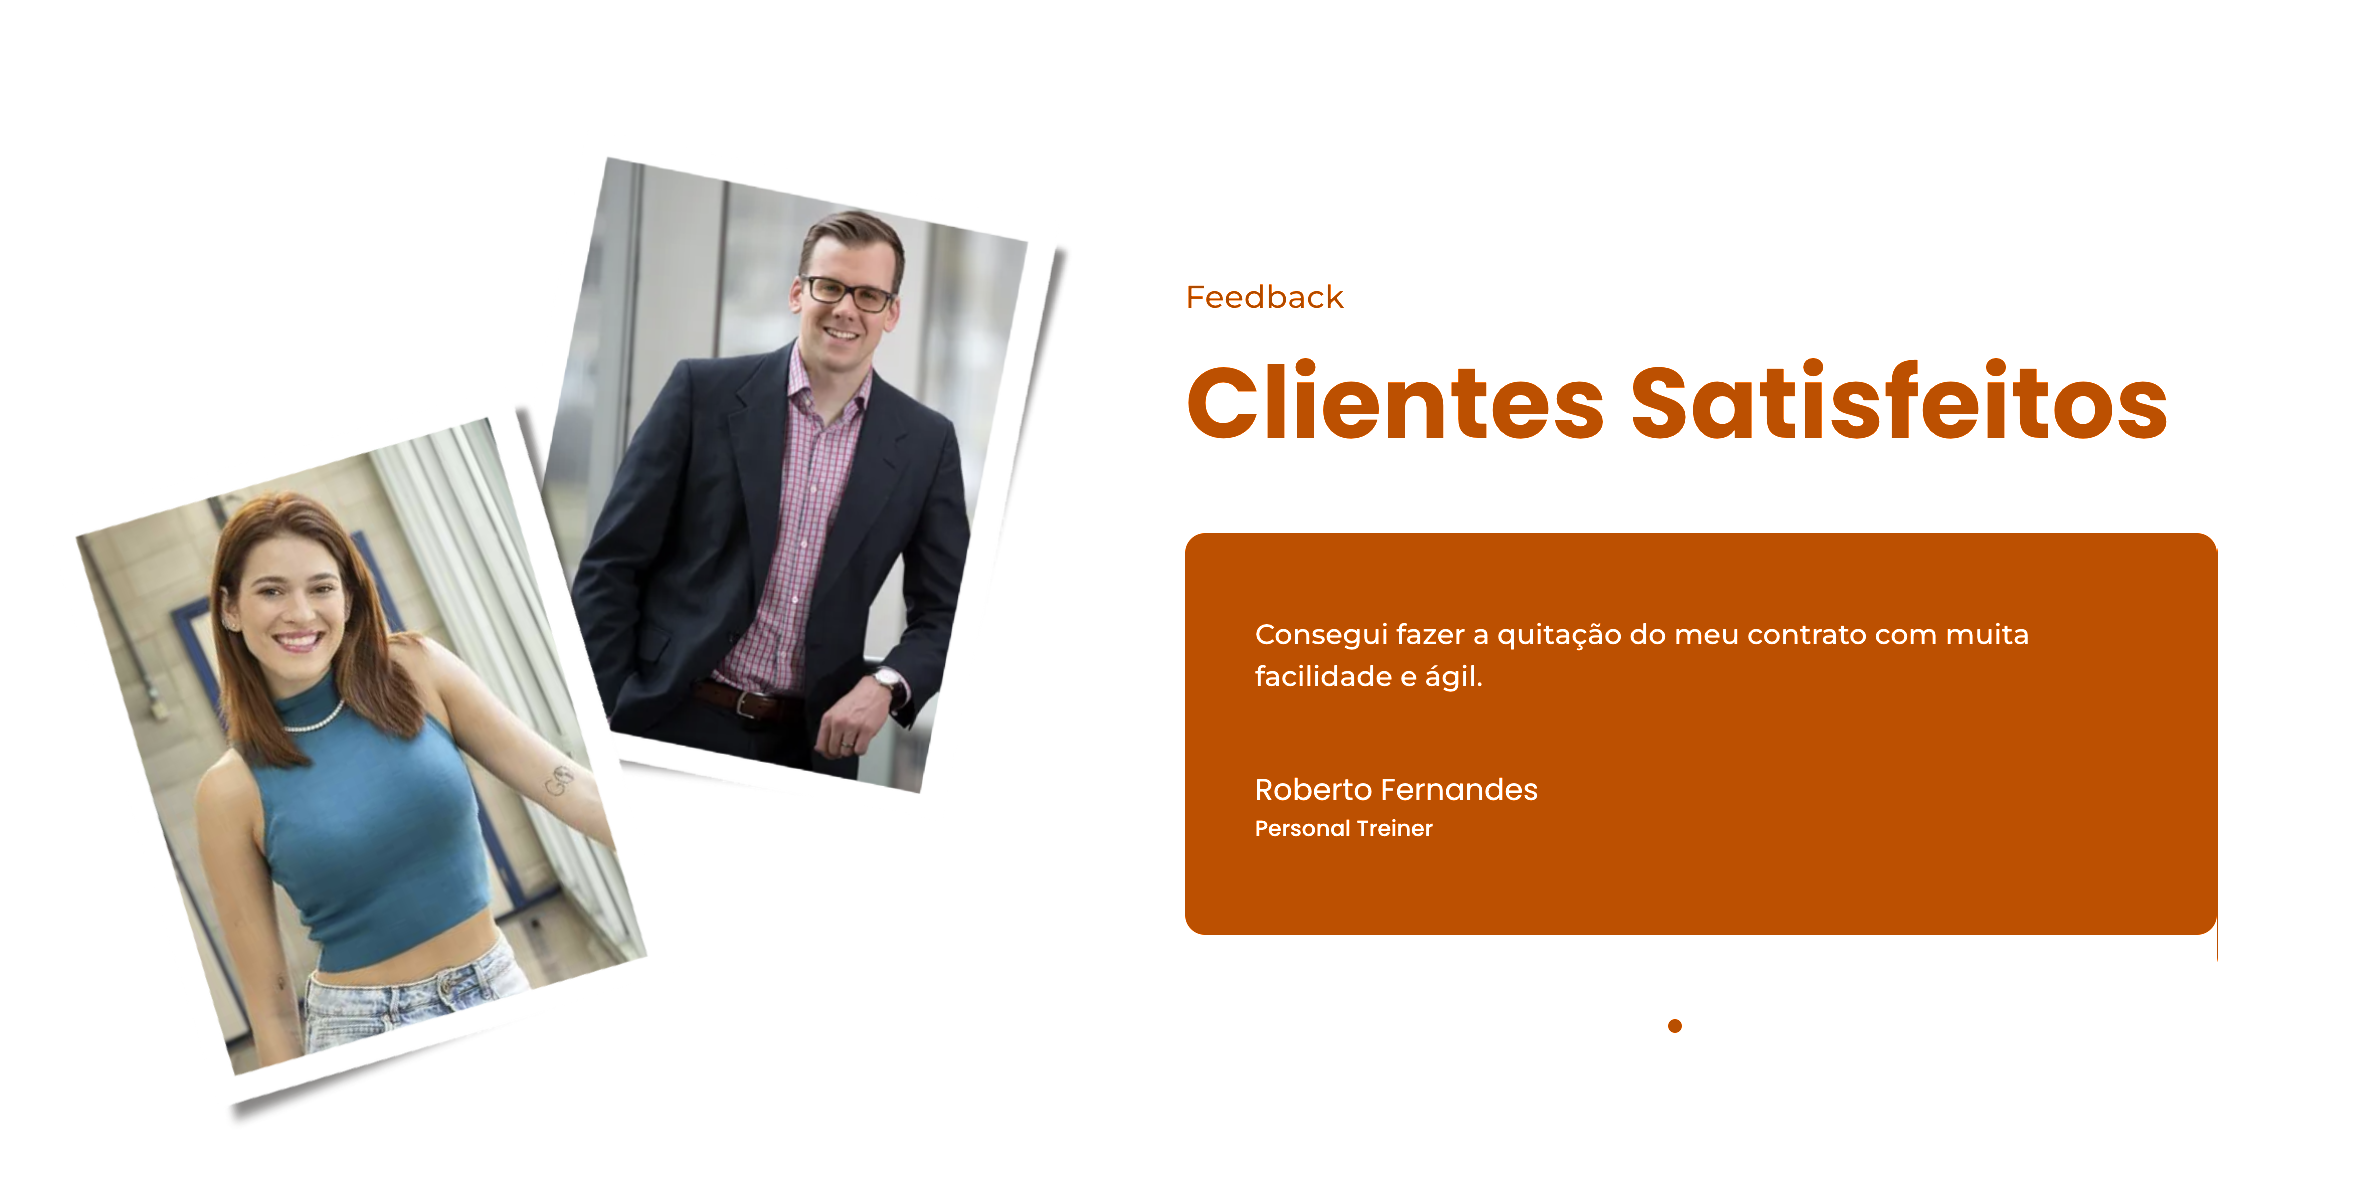 Feedback
Clientes Satisfeitos
Consegui fazer a quitação do meu contrato com muita
facilidade e ágil.
Roberto Fernandes
Personal Treiner